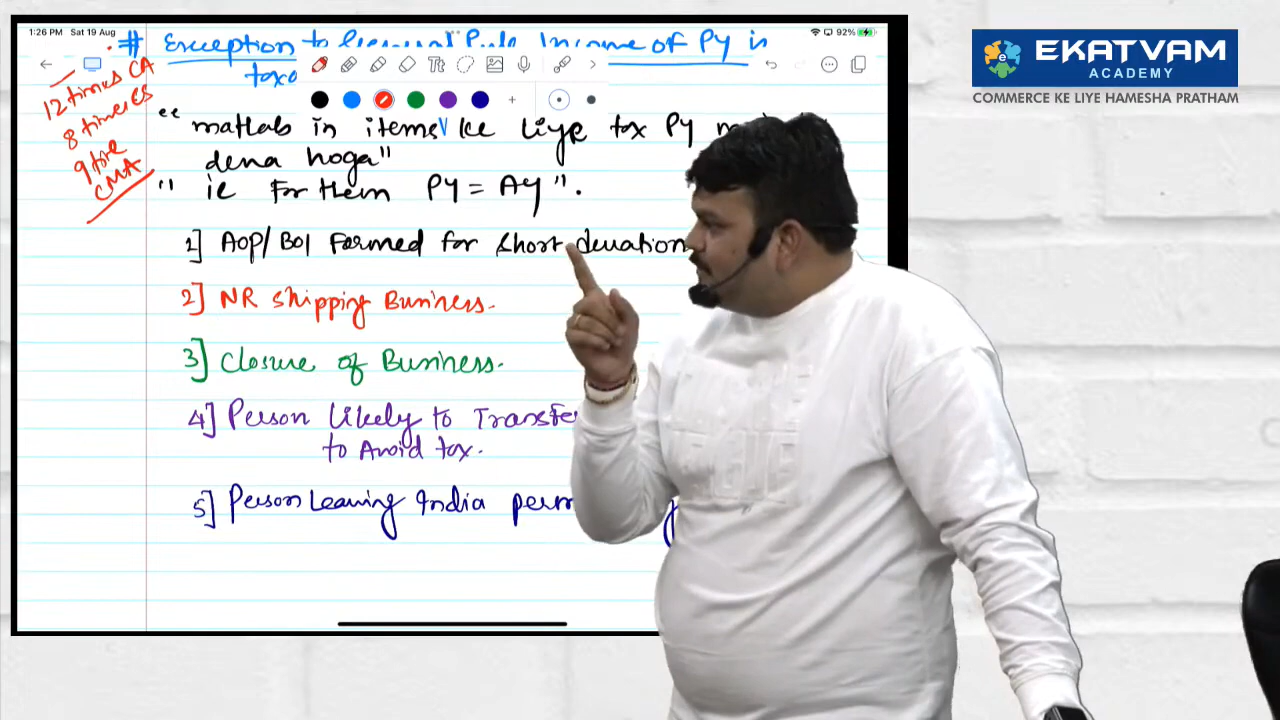 1:26 PM Sat 19 Aug
92%
# Exception to General Rule Income of PY is
12 times CA
8 times CS
9 time
CMA
" matlab in items ke liye tax PY
dena hoga"
" ie For them PY = AY ".
1] AOP/BOI Formed for short duration
2] NR Shipping Business.
3] Closure of Business.
4] Person Likely to Transfe
to Avoid tax.
5] Person Leaving India perm
EKATVAM
ACADEMY
COMMERCE KE LIYE HAMESHA PRATHAM